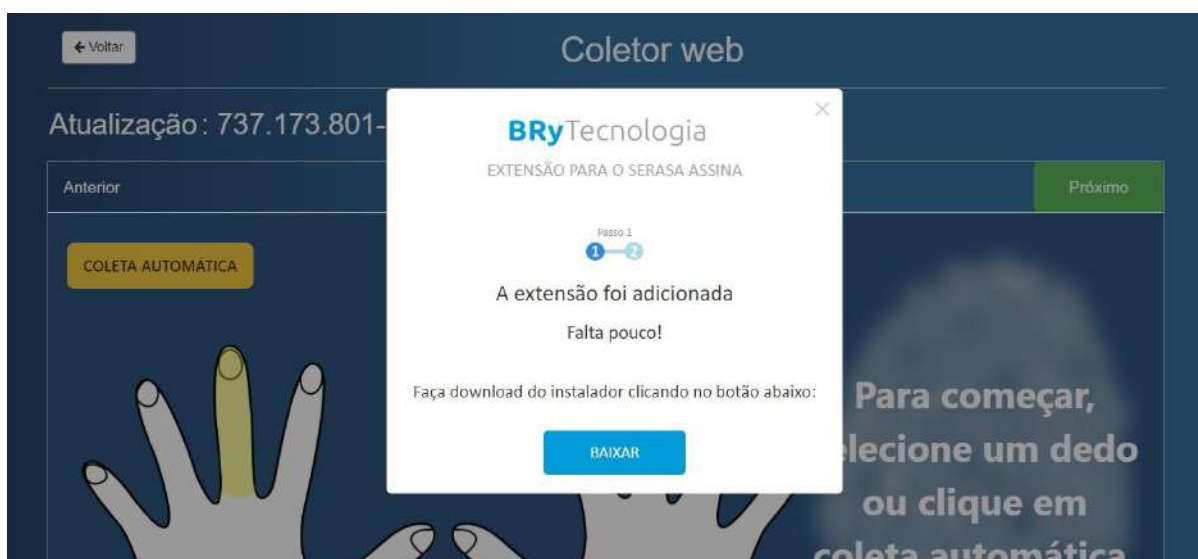 Voltar
Coletor web
Atualização : 737.173.801-
BRyTecnologia
EXTENSÃO PARA O SERASA ASSINA
Anterior
Próximo
Passo 1
1 2
COLETA AUTOMÁTICA
A extensão foi adicionada
Falta pouco!
Faça download do instalador clicando no botão abaixo:
BAIXAR
Para começar,
elecione um dedo
ou clique em
coleta automática